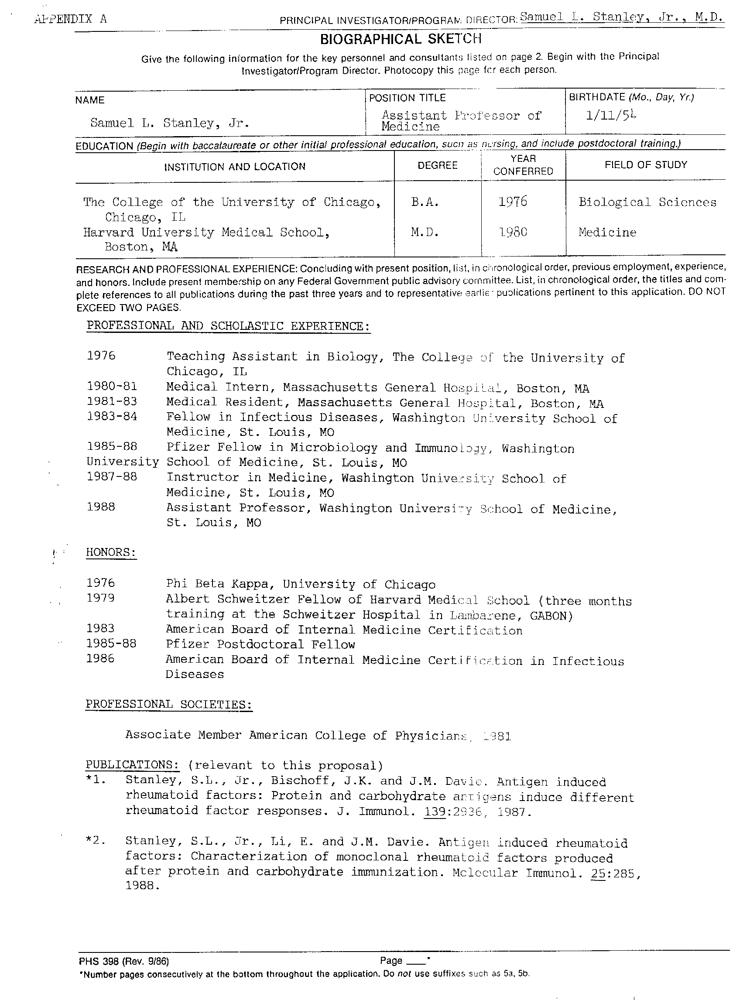 APPENDIX A
PRINCIPAL INVESTIGATOR/PROGRAM DIRECTOR: Samuel L. Stanley, Jr., M.D.
BIOGRAPHICAL SKETCH
Give the following information for the key personnel and consultants listed on page 2. Begin with the Principal
Investigator/Program Director. Photocopy this page for each person.
NAME
POSITION TITLE
BIRTHDATE (Mo., Day, Yr.)
Samuel L. Stanley, Jr.
Assistant Professor of
Medicine
1/11/54
EDUCATION (Begin with baccalaureate or other initial professional education, such as nursing, and include postdoctoral training.)
INSTITUTION AND LOCATION
DEGREE
YEAR
CONFERRED
FIELD OF STUDY
The College of the University of Chicago, B.A. 1976 Biological Sciences
Chicago, IL
Harvard University Medical School, M.D. 1980 Medicine
Boston, MA
RESEARCH AND PROFESSIONAL EXPERIENCE: Concluding with present position, list, in chronological order, previous employment, experience,
and honors. Include present membership on any Federal Government public advisory committee. List, in chronological order, the titles and com-
plete references to all publications during the past three years and to representative earlier publications pertinent to this application. DO NOT
EXCEED TWO PAGES.
PROFESSIONAL AND SCHOLASTIC EXPERIENCE:
1976 Teaching Assistant in Biology, The College of the University of
Chicago, IL
1980-81 Medical Intern, Massachusetts General Hospital, Boston, MA
1981-83 Medical Resident, Massachusetts General Hospital, Boston, MA
1983-84 Fellow in Infectious Diseases, Washington University School of
Medicine, St. Louis, MO
1985-88 Pfizer Fellow in Microbiology and Immunology, Washington
University School of Medicine, St. Louis, MO
1987-88 Instructor in Medicine, Washington University School of
Medicine, St. Louis, MO
1988 Assistant Professor, Washington University School of Medicine,
St. Louis, MO
HONORS:
1976 Phi Beta Kappa, University of Chicago
1979 Albert Schweitzer Fellow of Harvard Medical School (three months
training at the Schweitzer Hospital in Lambarene, GABON)
1983 American Board of Internal Medicine Certification
1985-88 Pfizer Postdoctoral Fellow
1986 American Board of Internal Medicine Certification in Infectious
Diseases
PROFESSIONAL SOCIETIES:
Associate Member American College of Physicians, 1981
PUBLICATIONS: (relevant to this proposal)
*1. Stanley, S.L., Jr., Bischoff, J.K. and J.M. Davie. Antigen induced
rheumatoid factors: Protein and carbohydrate antigens induce different
rheumatoid factor responses. J. Immunol. 139:2936, 1987.
*2. Stanley, S.L., Jr., Li, E. and J.M. Davie. Antigen induced rheumatoid
factors: Characterization of monoclonal rheumatoid factors produced
after protein and carbohydrate immunization. Molecular Immunol. 25:285,
1988.
PHS 398 (Rev. 9/86)
Page ___*
*Number pages consecutively at the bottom throughout the application. Do not use suffixes such as 5a, 5b.